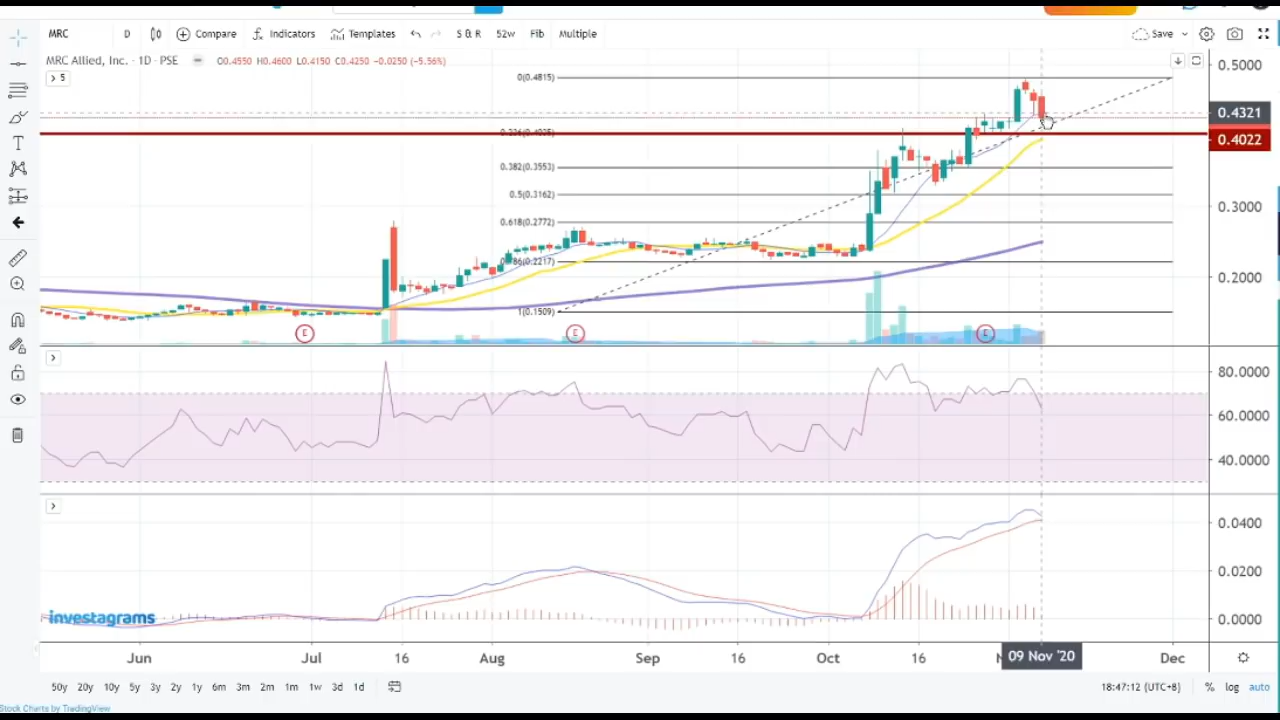 MRC D Compare Indicators Templates S & R 52w Fib Multiple Save
MRC Allied, Inc. · 1D · PSE O0.4550 H0.4600 L0.4150 C0.4250 −0.0250 (−5.56%)
5
0(0.4815)
0.382(0.3553)
0.5(0.3162)
0.618(0.2772)
1(0.1509)
E E E
0.5000
0.4321
0.4022
0.3000
0.2000
80.0000
60.0000
40.0000
0.0400
0.0200
0.0000
investagrams
Jun Jul 16 Aug Sep 16 Oct 16 09 Nov '20 Dec
50y 20y 10y 5y 3y 2y 1y 6m 3m 2m 1m 1w 3d 1d 18:47:12 (UTC+8) % log auto
Stock Charts by TradingView